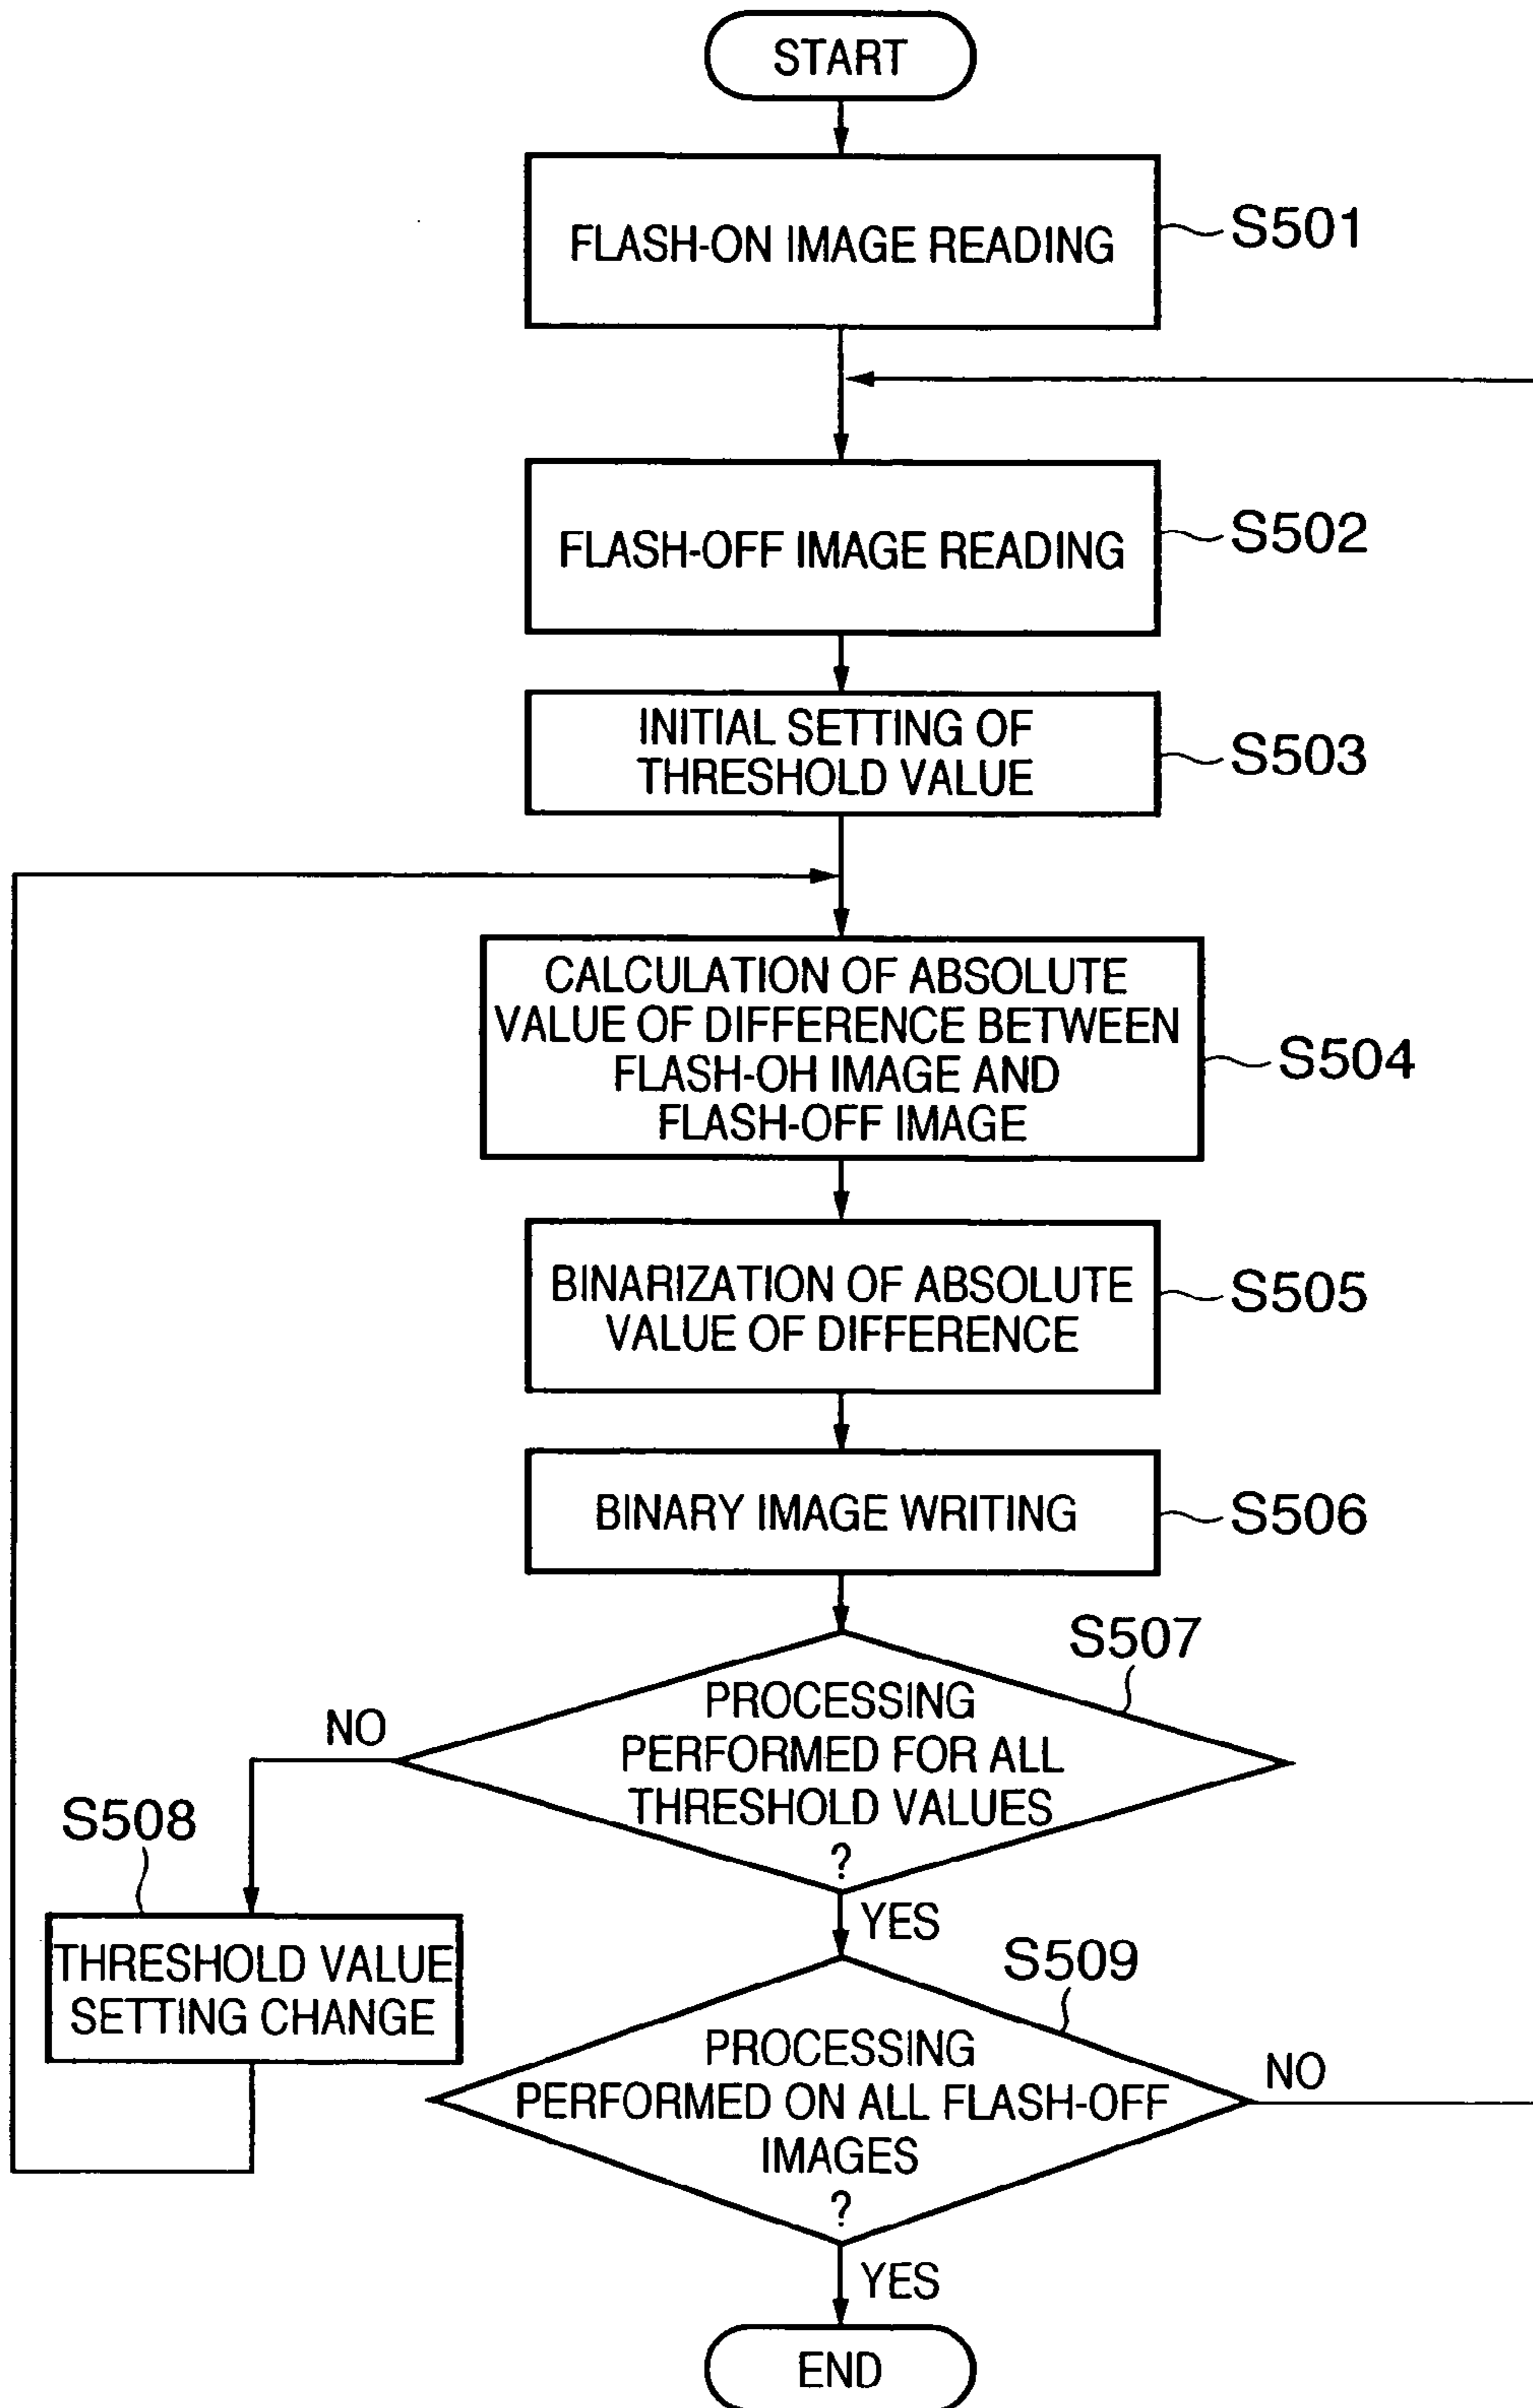 START
FLASH-ON IMAGE READING
S501
FLASH-OFF IMAGE READING
S502
INITIAL SETTING OF
THRESHOLD VALUE
S503
CALCULATION OF ABSOLUTE
VALUE OF DIFFERENCE BETWEEN
FLASH-OH IMAGE AND
FLASH-OFF IMAGE
S504
BINARIZATION OF ABSOLUTE
VALUE OF DIFFERENCE
S505
BINARY IMAGE WRITING
S506
S507
PROCESSING
PERFORMED FOR ALL
THRESHOLD VALUES
?
NO
YES
S508
THRESHOLD VALUE
SETTING CHANGE
S509
PROCESSING
PERFORMED ON ALL FLASH-OFF
IMAGES
?
NO
YES
END